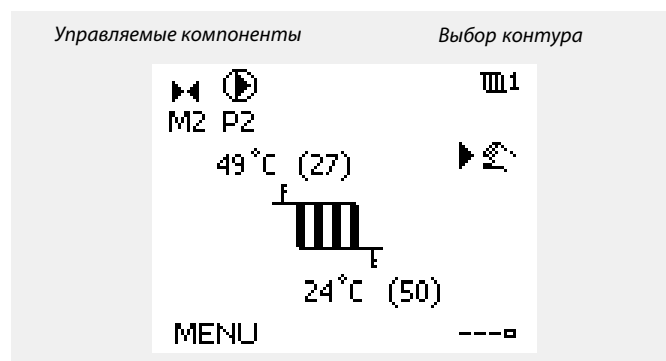 Управляемые компоненты Выбор контура
1
M2 P2
49°C (27)
24°C (50)
MENU